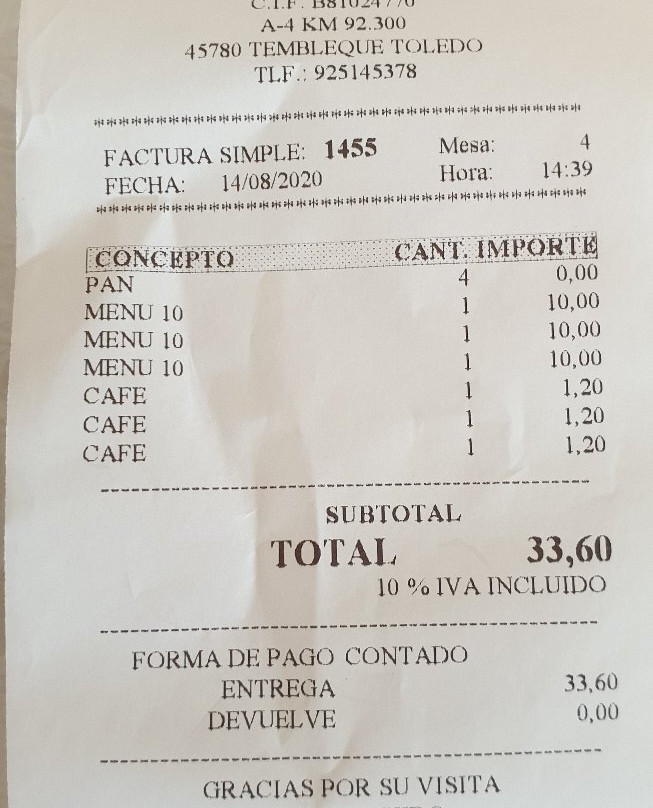 A-4 KM 92.300
45780 TEMBLEQUE TOLEDO
TLF.: 925145378
**********************************************
FACTURA SIMPLE: 1455 Mesa: 4
FECHA: 14/08/2020 Hora: 14:39
**********************************************
CONCEPTO CANT. IMPORTE
PAN 4 0,00
MENU 10 1 10,00
MENU 10 1 10,00
MENU 10 1 10,00
CAFE 1 1,20
CAFE 1 1,20
CAFE 1 1,20
--------------------------------------------------
SUBTOTAL
TOTAL 33,60
10 % IVA INCLUIDO
--------------------------------------------------
FORMA DE PAGO CONTADO
ENTREGA 33,60
DEVUELVE 0,00
--------------------------------------------------
GRACIAS POR SU VISITA